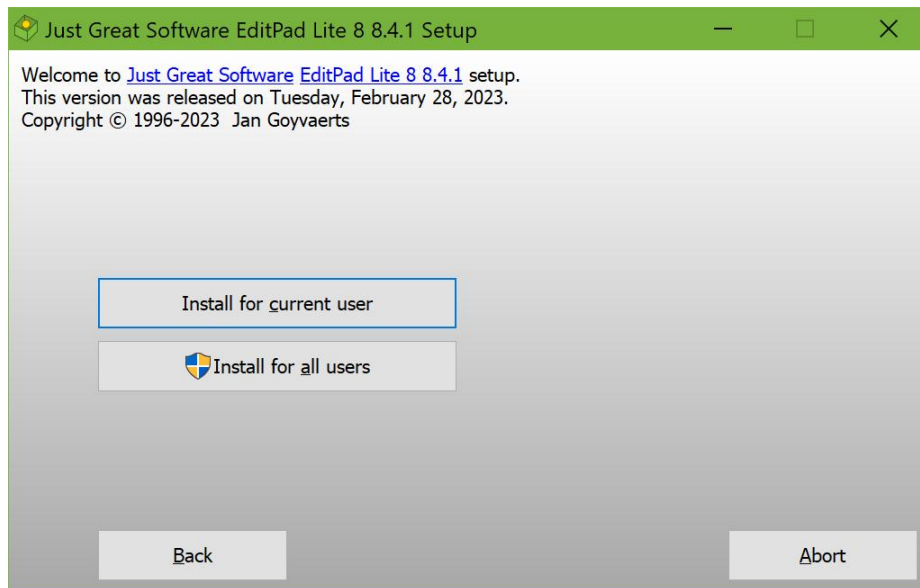 Just Great Software EditPad Lite 8 8.4.1 Setup
Welcome to Just Great Software EditPad Lite 8 8.4.1 setup.
This version was released on Tuesday, February 28, 2023.
Copyright © 1996-2023  Jan Goyvaerts
Install for current user
Install for all users
Back
Abort